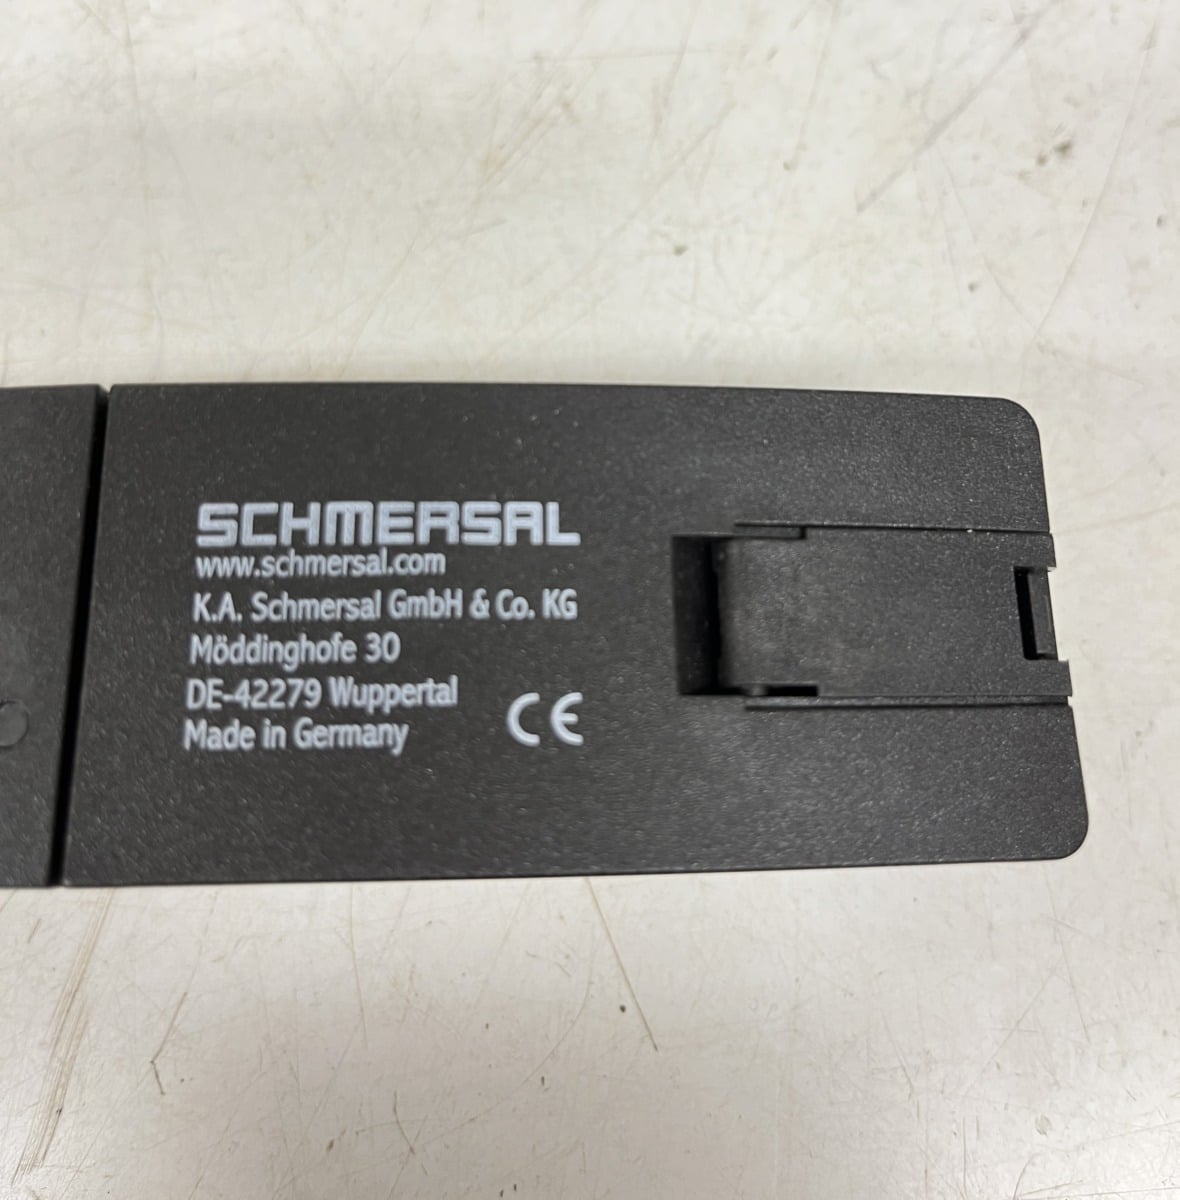 SCHMERSAL
www.schmersal.com
K.A. Schmersal GmbH & Co. KG
Möddinghofe 30
DE-42279 Wuppertal
Made in Germany
CE